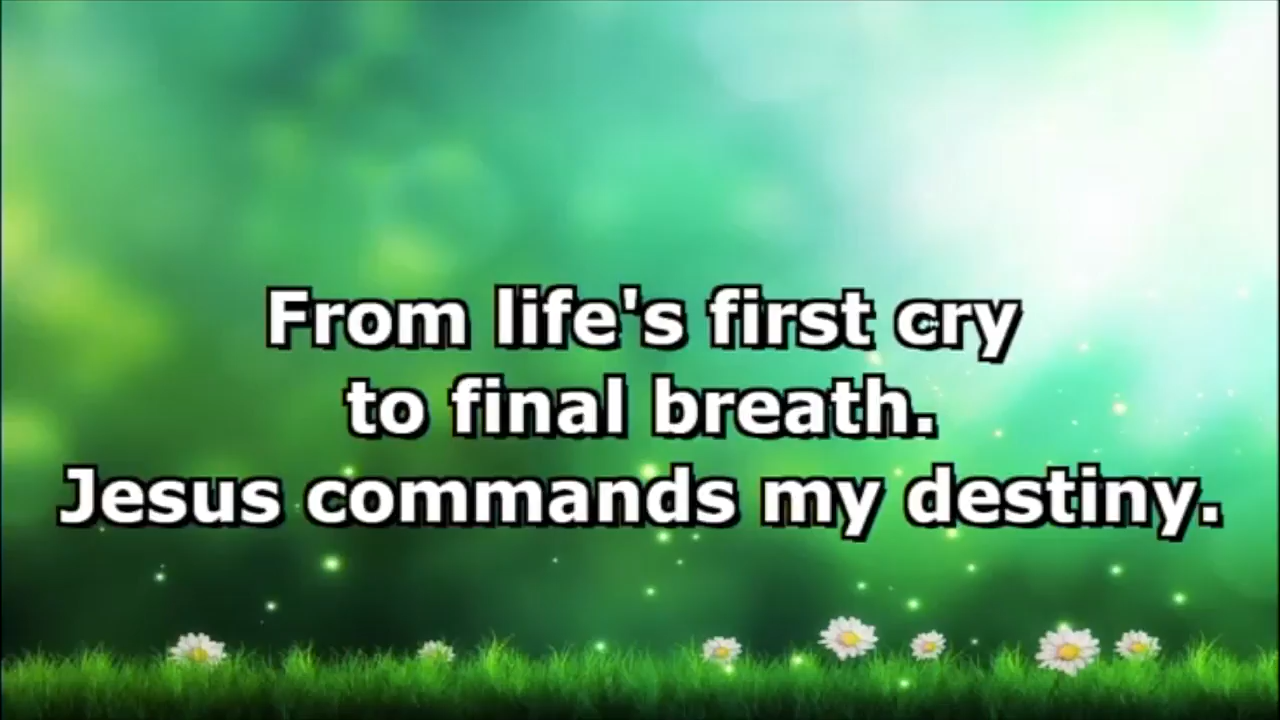 From life's first cry
to final breath.
Jesus commands my destiny.